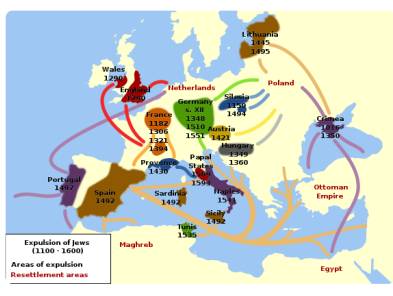 Lithuania
1445
1495
Wales
1290
England
1290
Netherlands
Poland
Silesia
1159
1494
Germany
s. XII
1348
1510
1551
France
1182
1306
1321
1394
Crimea
1016
1350
Austria
1421
Hungary
1349
1360
Provence
1430
Papal
States
1569
1593
Portugal
1497
Spain
1492
Sardinia
1492
Naples
1541
Ottoman
Empire
Sicily
1492
Tunis
1535
Maghreb
Egypt
Expulsion of Jews
(1100 - 1600)
Areas of expulsion
Resettlement areas